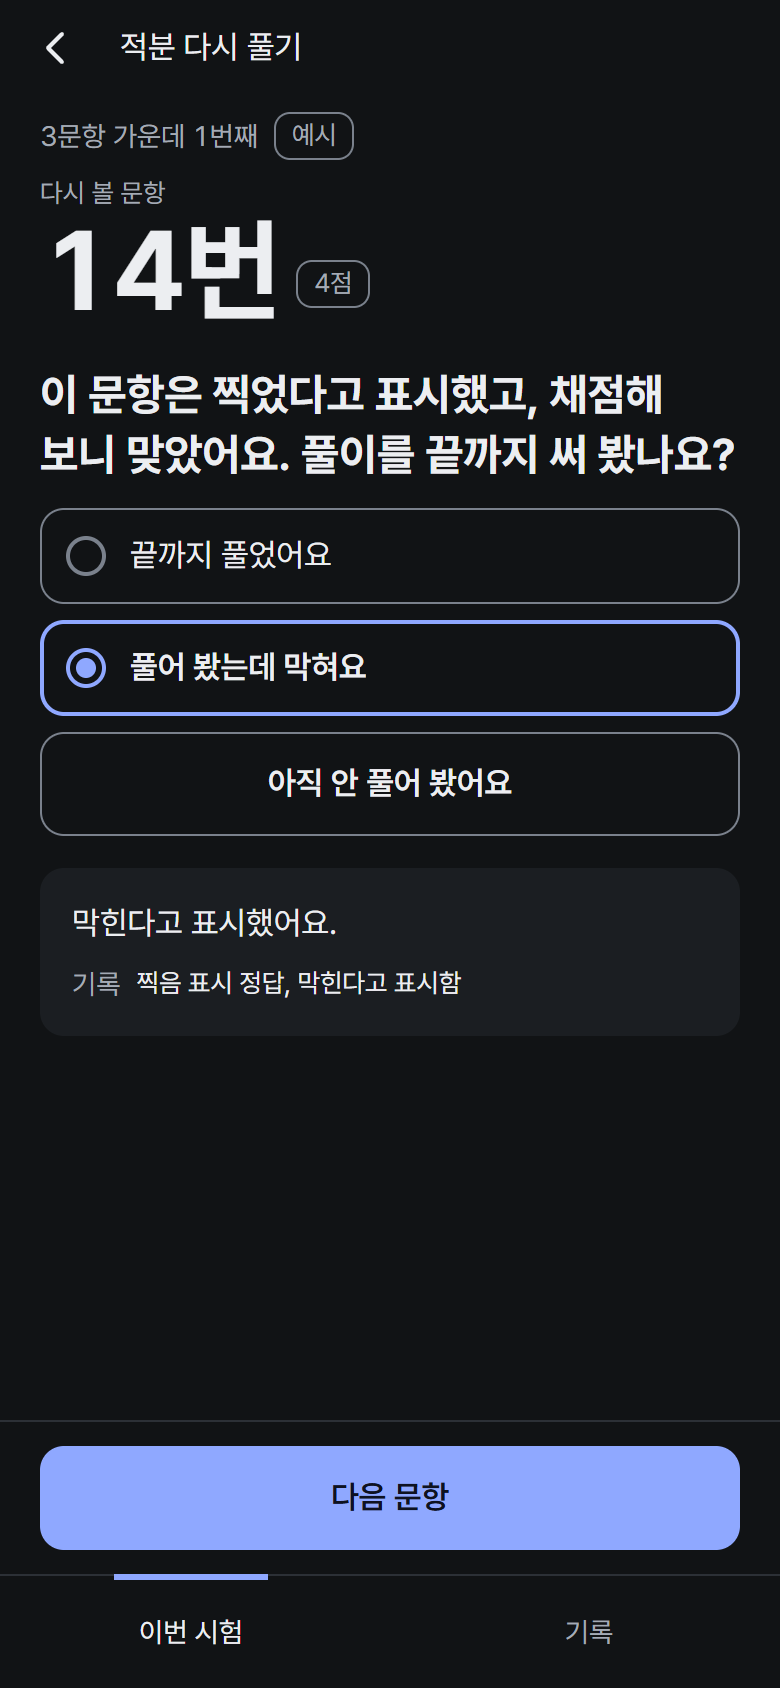 적분 다시 풀기
3문항 가운데 1번째 예시
다시 볼 문항
14번 4점
이 문항은 찍었다고 표시했고, 채점해
보니 맞았어요. 풀이를 끝까지 써 봤나요?
끝까지 풀었어요
풀어 봤는데 막혀요
아직 안 풀어 봤어요
막힌다고 표시했어요.
기록 찍음 표시 정답, 막힌다고 표시함
다음 문항
이번 시험 기록